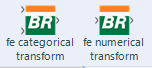 BR BR
fe categorical fe numerical
transform transform